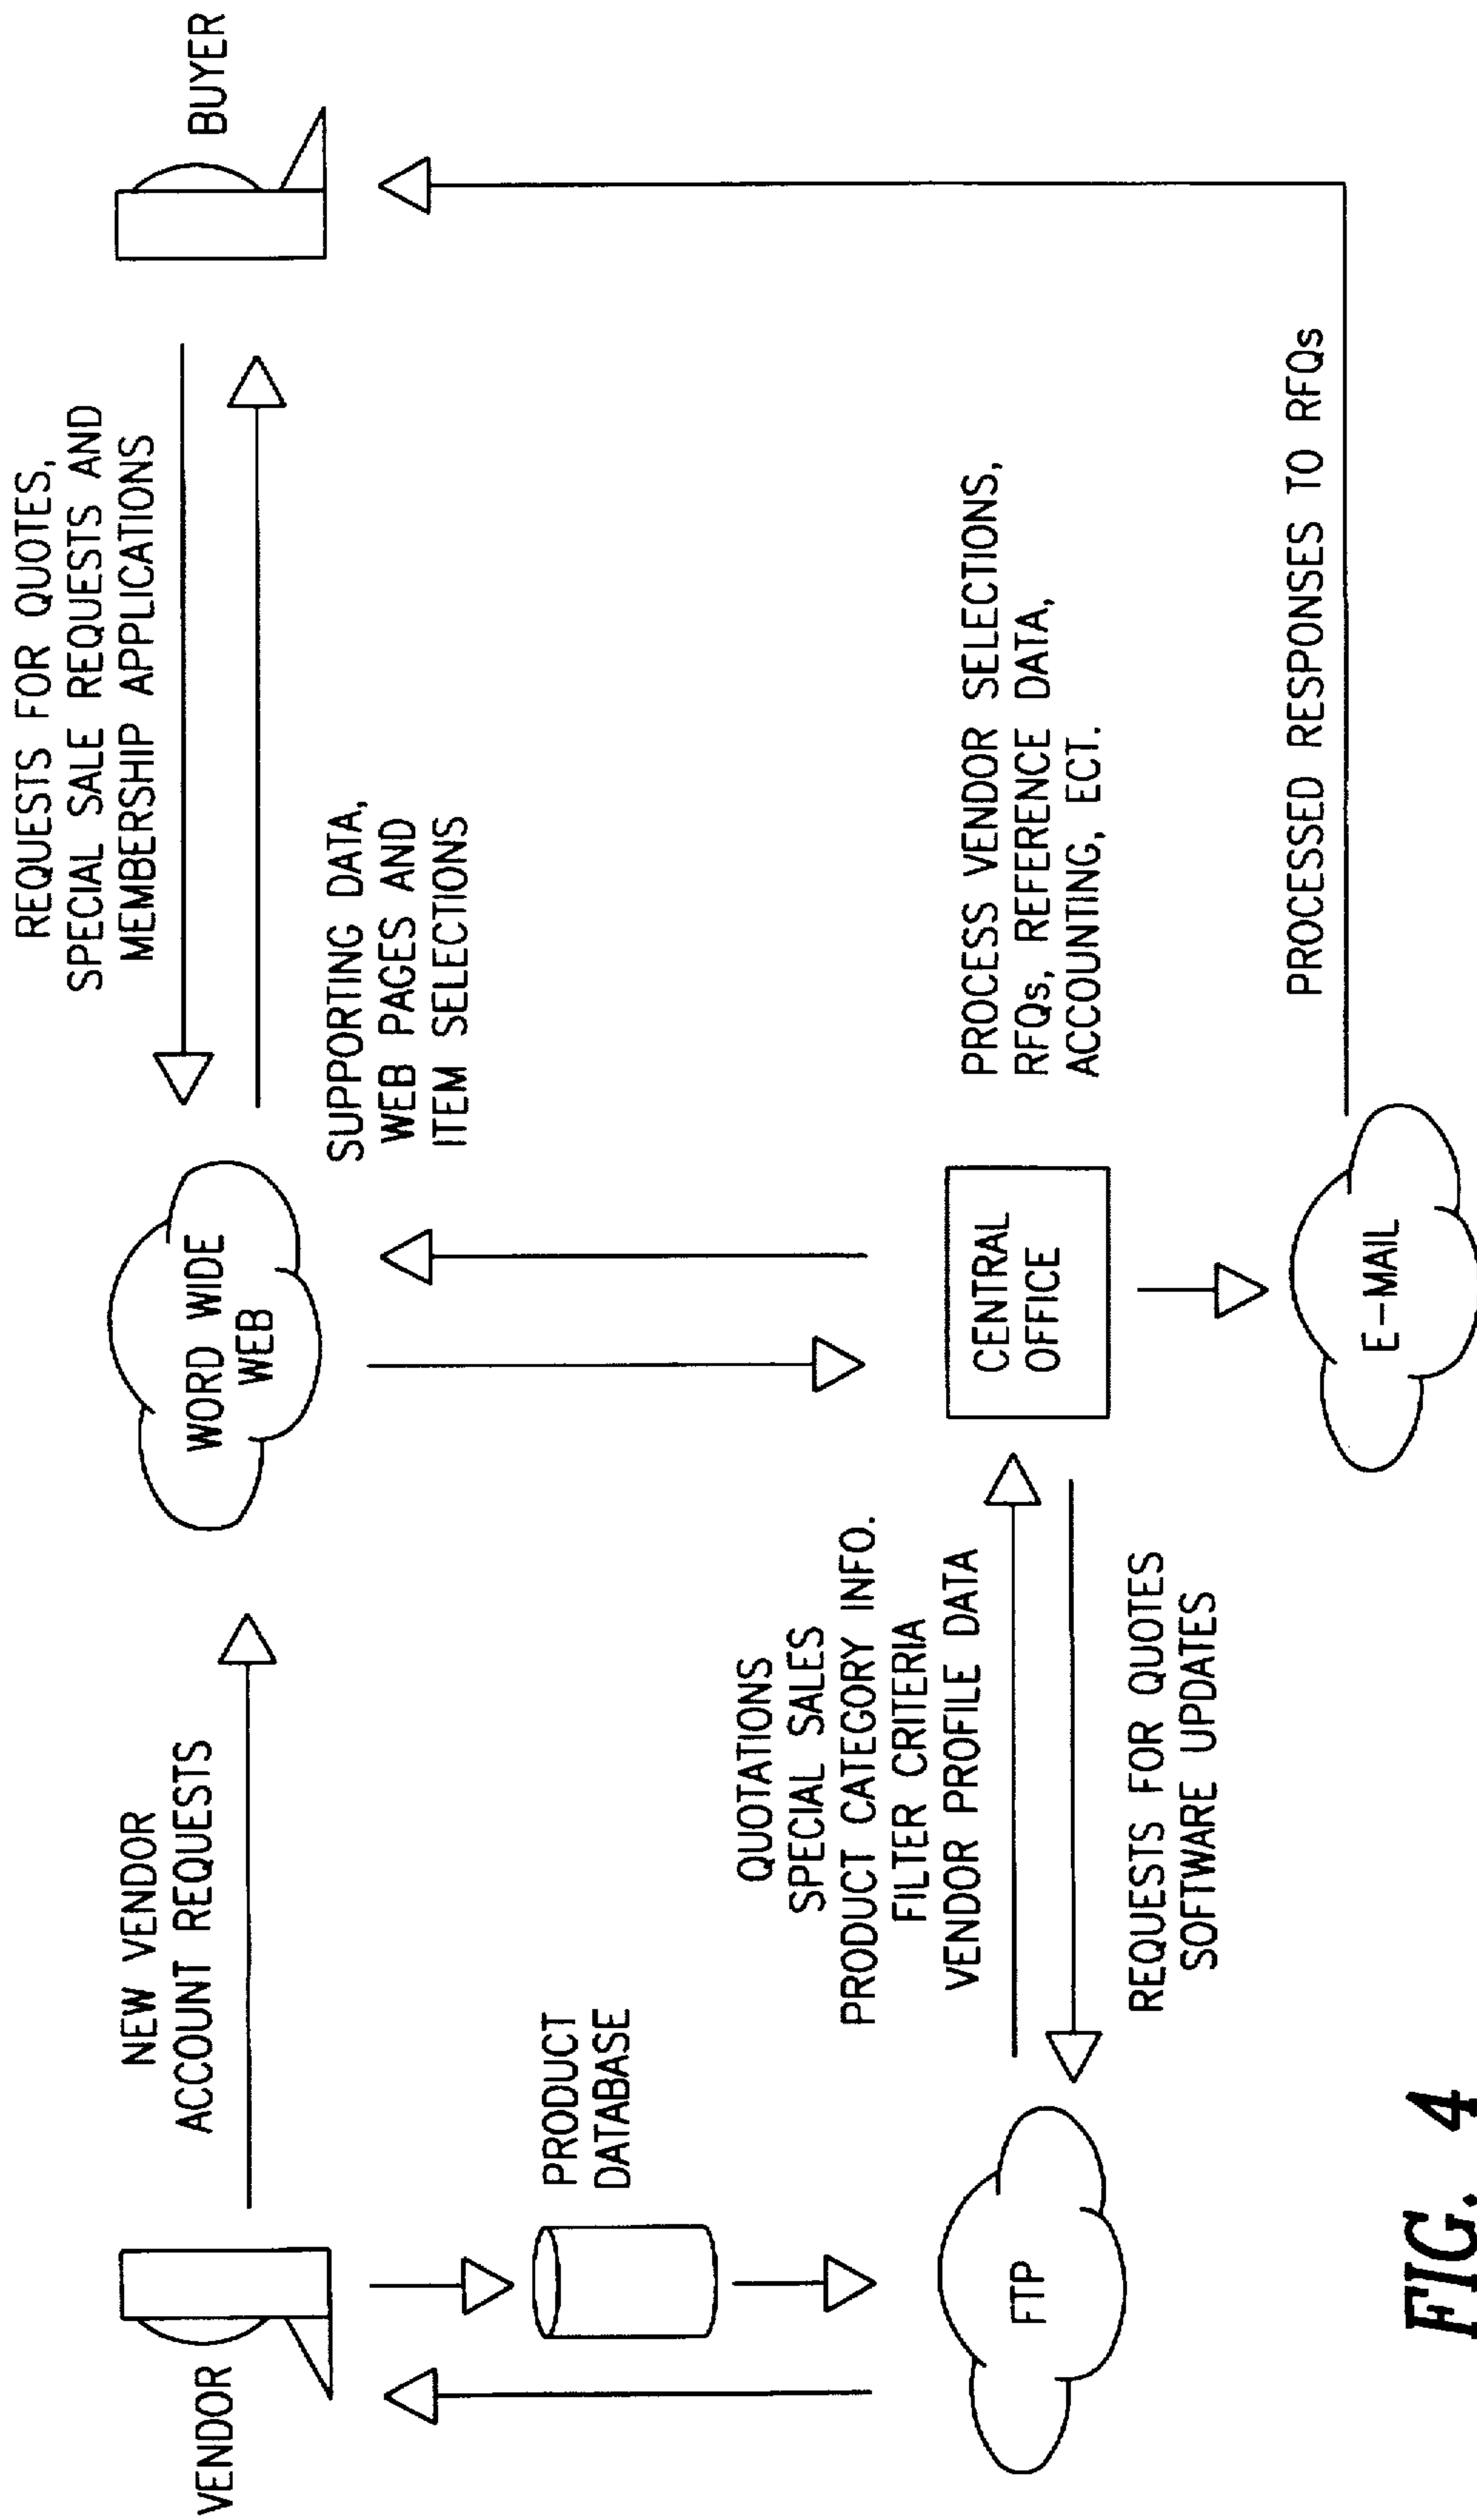 VENDOR
NEW VENDOR
ACCOUNT REQUESTS
WORD WIDE
WEB
REQUESTS FOR QUOTES,
SPECIAL SALE REQUESTS AND
MEMBERSHIP APPLICATIONS
BUYER
SUPPORTING DATA,
WEB PAGES AND
ITEM SELECTIONS
PRODUCT
DATABASE
QUOTATIONS
SPECIAL SALES
PRODUCT CATEGORY INFO.
FILTER CRITERIA
VENDOR PROFILE DATA
FTP
REQUESTS FOR QUOTES
SOFTWARE UPDATES
CENTRAL
OFFICE
PROCESS VENDOR SELECTIONS,
RFQs, REFERENCE DATA,
ACCOUNTING, ECT.
E-MAIL
PROCESSED RESPONSES TO RFQs
FIG. 4